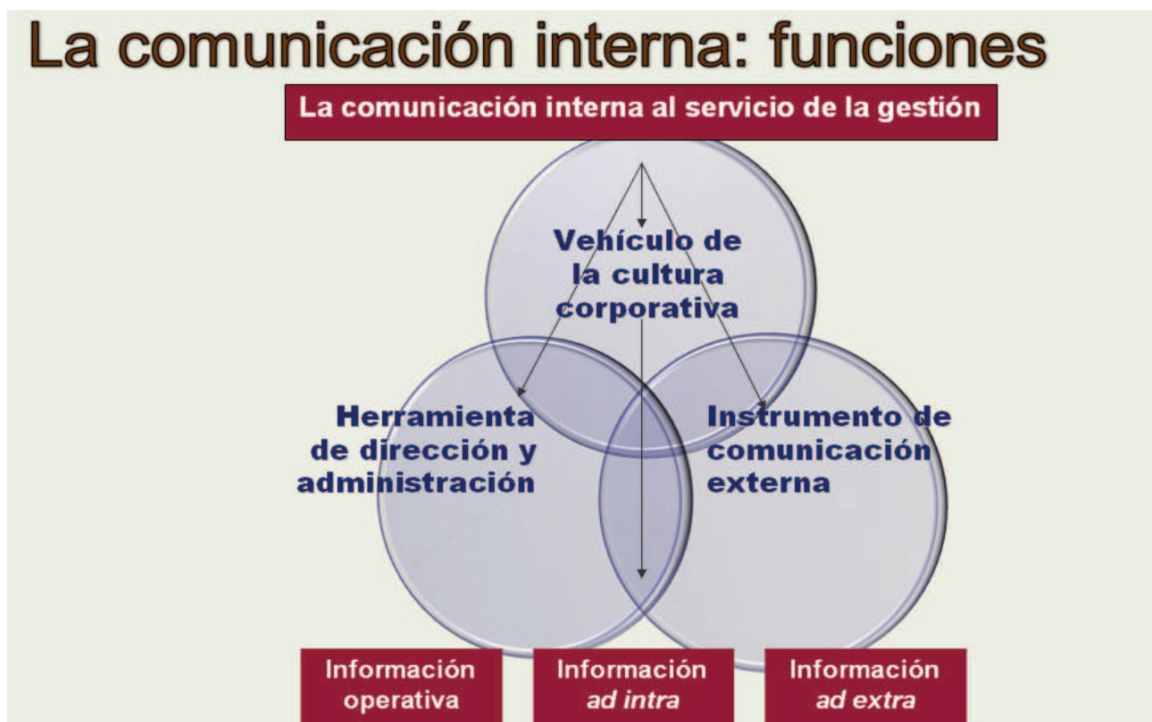 La comunicación interna: funciones
La comunicación interna al servicio de la gestión
Vehículo de
la cultura
corporativa
Herramienta
de dirección y
administración
Instrumento de
comunicación
externa
Información
operativa
Información
ad intra
Información
ad extra